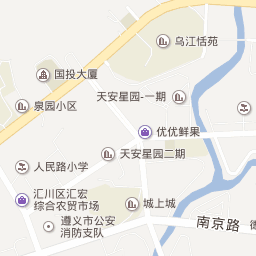 乌江恬苑
国投大厦
天安星园-一期
泉园小区
优优鲜果
天安星园二期
人民路小学
汇川区汇宏
综合农贸市场
城上城
遵义市公安
消防支队
南京路